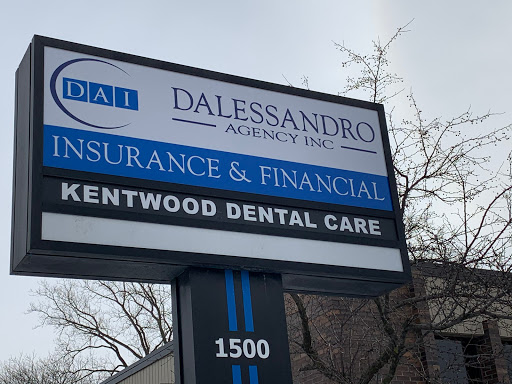 DAI
DALESSANDRO
AGENCY INC
INSURANCE & FINANCIAL
KENTWOOD DENTAL CARE
1500